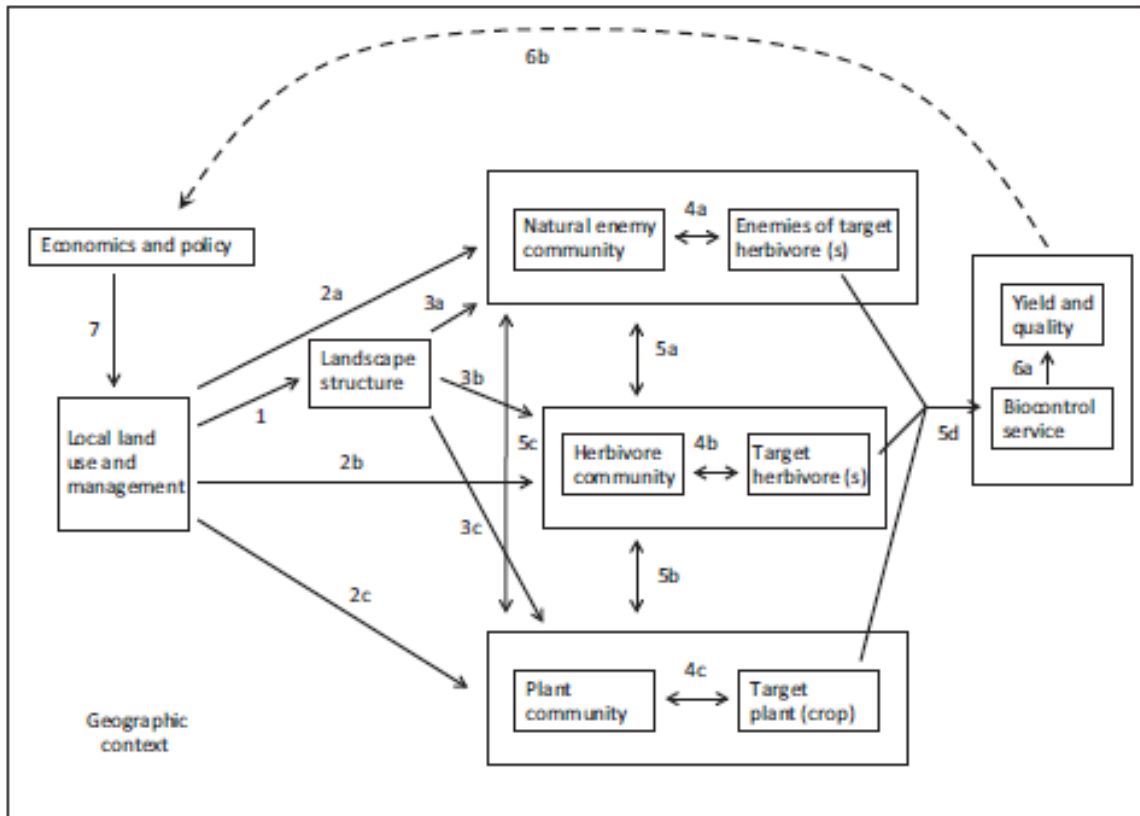 6b
Natural enemy
community
4a
Enemies of target
herbivore (s)
Economics and policy
2a
3a
Yield and
quality
7
Landscape
structure
5a
3b
6a
1
Biocontrol
service
Local land
use and
management
5c
4b
5d
Herbivore
community
Target
herbivore (s)
2b
3c
5b
2c
4c
Plant
community
Target
plant (crop)
Geographic
context